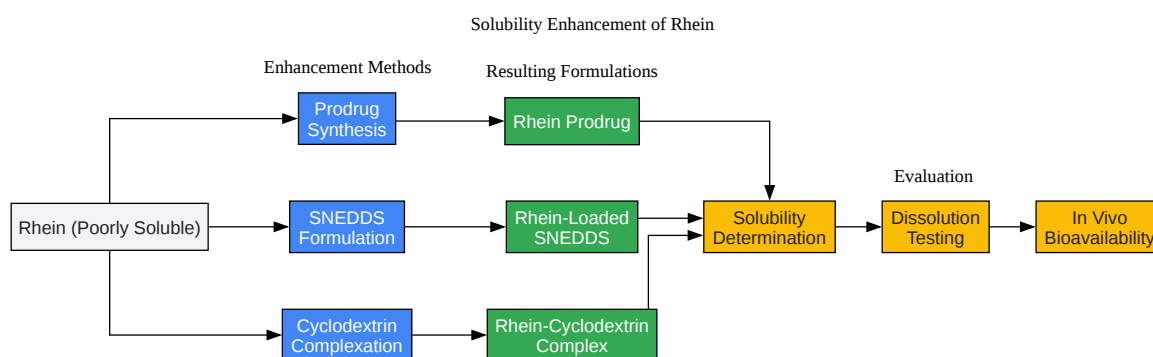 Solubility Enhancement of Rhein
Enhancement Methods
Resulting Formulations
Prodrug
Synthesis
Rhein Prodrug
Evaluation
Rhein (Poorly Soluble)
SNEDDS
Formulation
Rhein-Loaded
SNEDDS
Solubility
Determination
Dissolution
Testing
In Vivo
Bioavailability
Cyclodextrin
Complexation
Rhein-Cyclodextrin
Complex